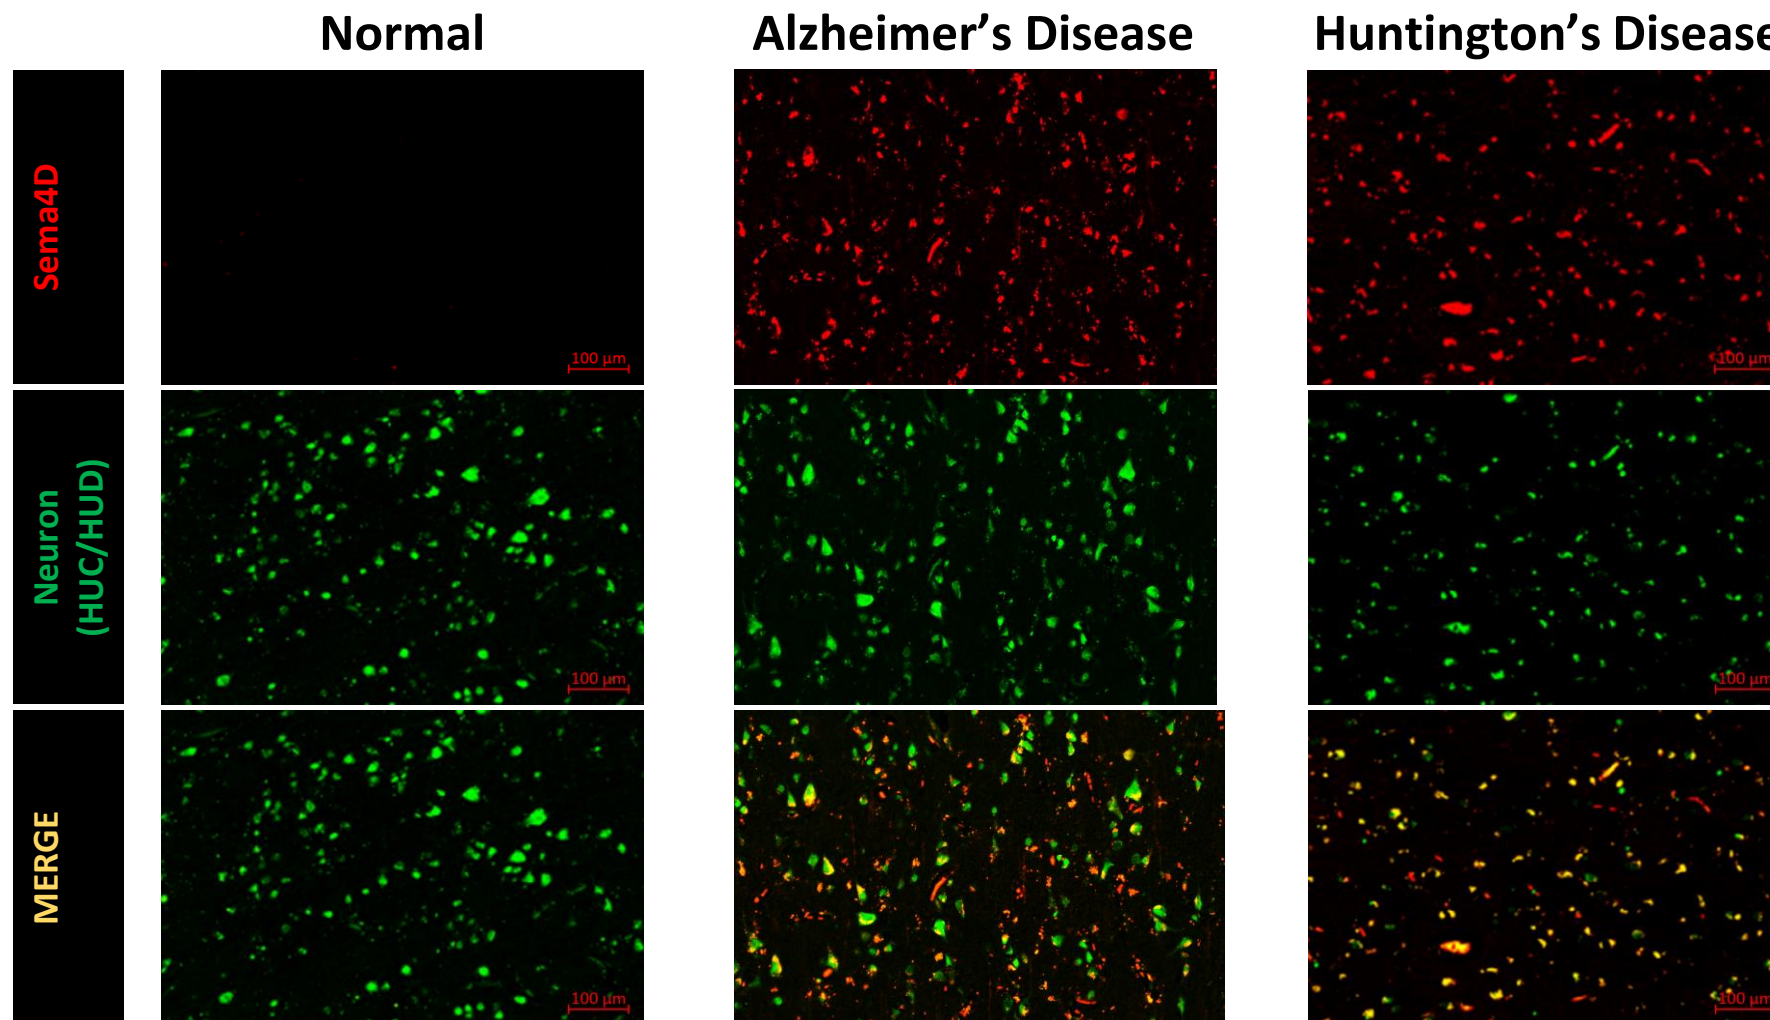 Normal
Alzheimer’s Disease
Huntington’s Disease
Sema4D
100 µm
100 µm
Neuron
(HUC/HUD)
100 µm
100 µm
MERGE
100 µm
100 µm